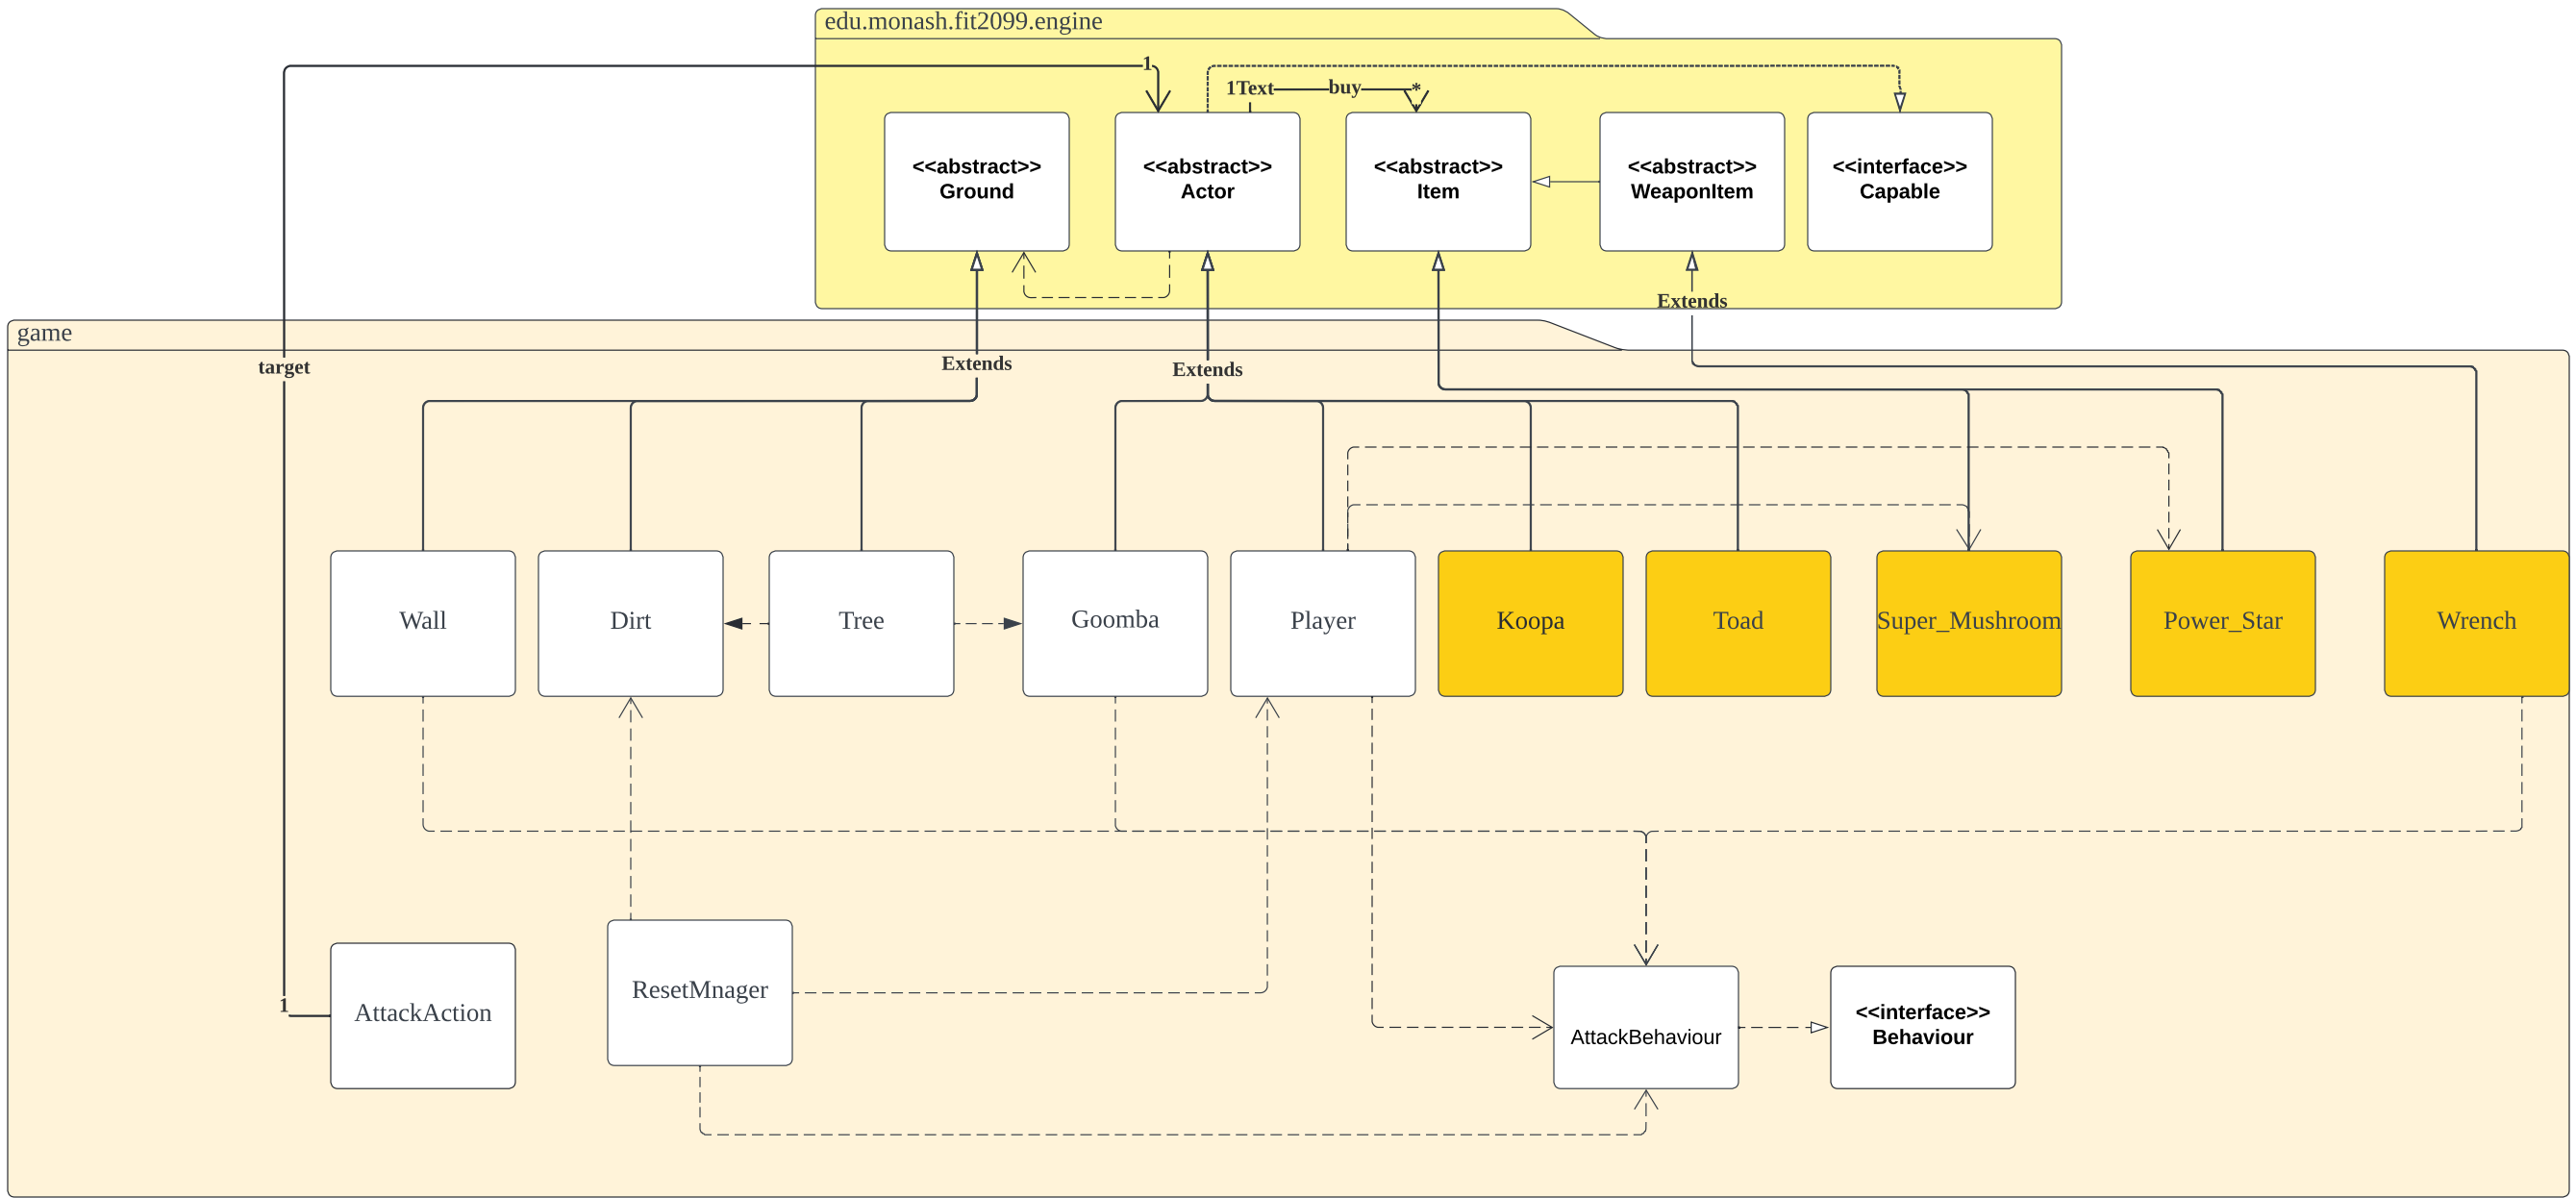 edu.monash.fit2099.engine
1
1Text
buy
*
<<abstract>>
Ground
<<abstract>>
Actor
<<abstract>>
Item
<<abstract>>
WeaponItem
<<interface>>
Capable
Extends
game
target
Extends
Extends
Wall
Dirt
Tree
Goomba
Player
Koopa
Toad
Super_Mushroom
Power_Star
Wrench
1
AttackAction
ResetMnager
AttackBehaviour
<<interface>>
Behaviour